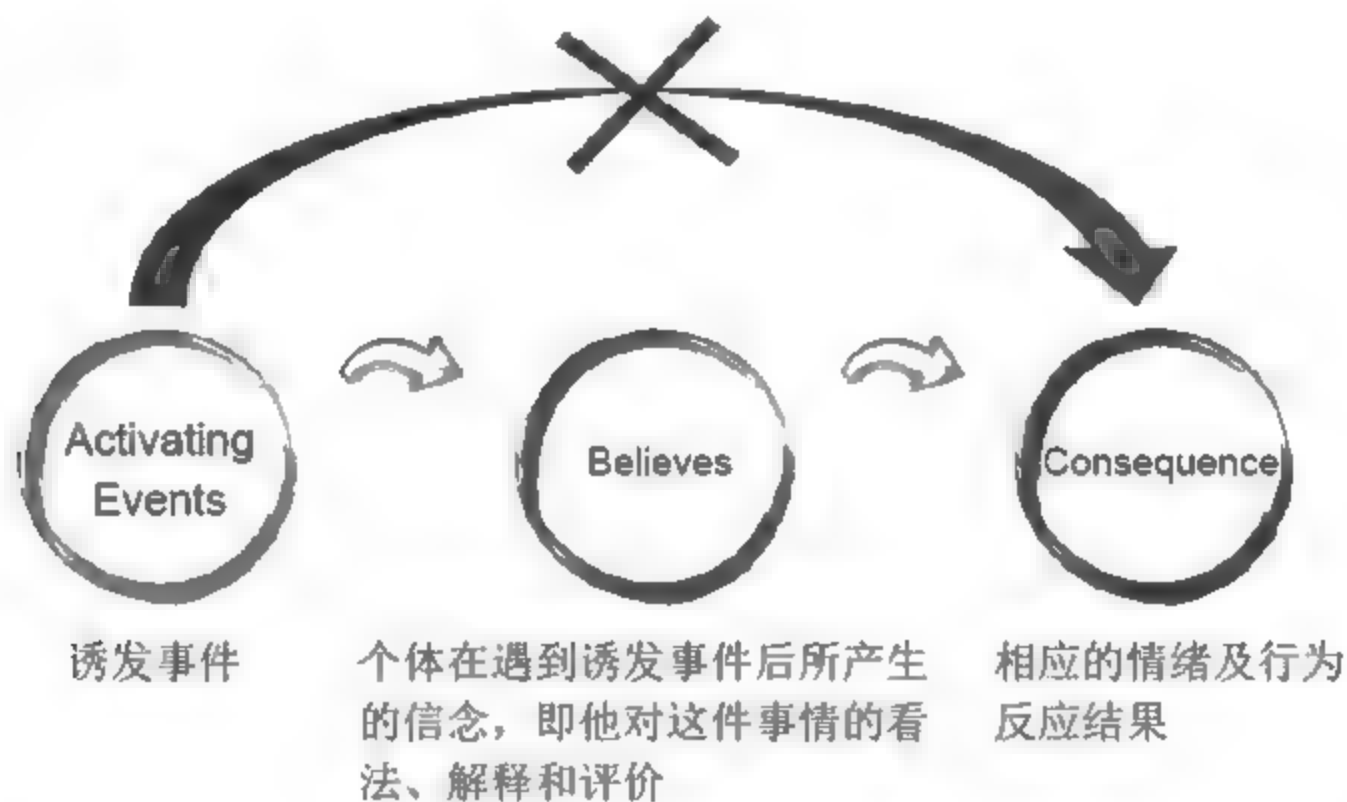 Activating
Events
Believes
Consequence
诱发事件
个体在遇到诱发事件后所产生
的信念，即他对这件事情的看
法、解释和评价
相应的情绪及行为
反应结果